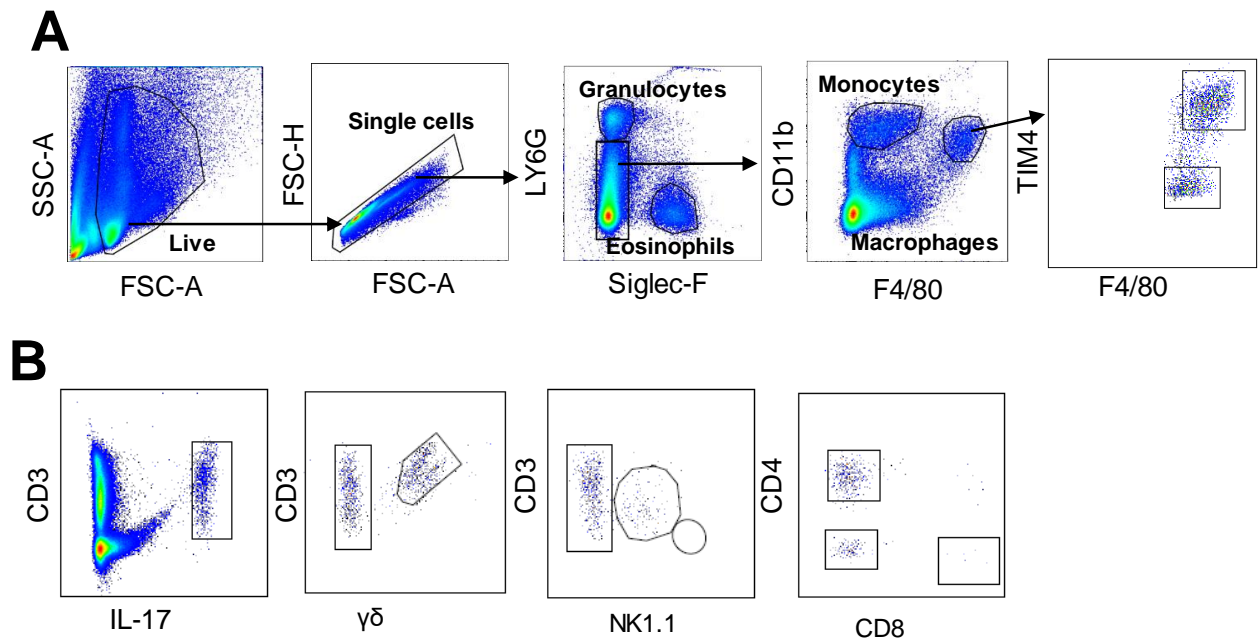 A
SSC-A
Live
FSC-A
FSC-H
Single cells
FSC-A
LY6G
Granulocytes
Eosinophils
Siglec-F
CD11b
Monocytes
Macrophages
F4/80
TIM4
F4/80
B
CD3
IL-17
CD3
γδ
CD3
NK1.1
CD4
CD8